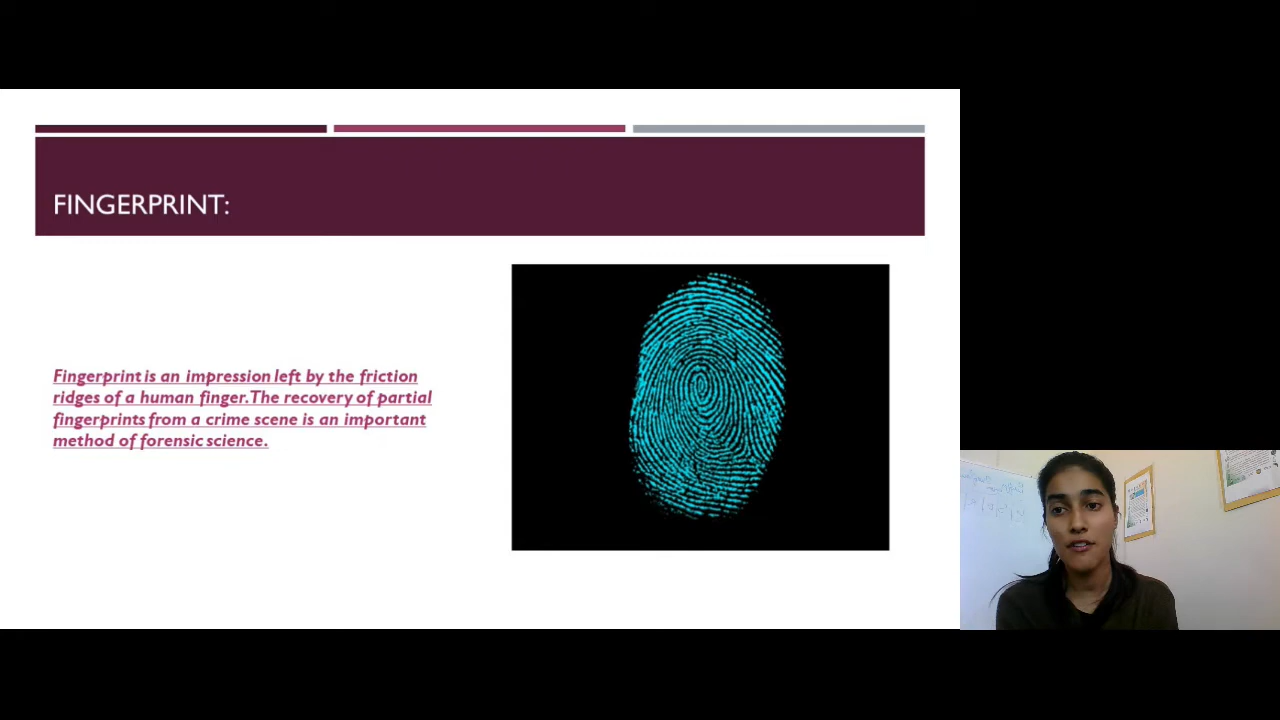 FINGERPRINT:
Fingerprint is an impression left by the friction
ridges of a human finger. The recovery of partial
fingerprints from a crime scene is an important
method of forensic science.